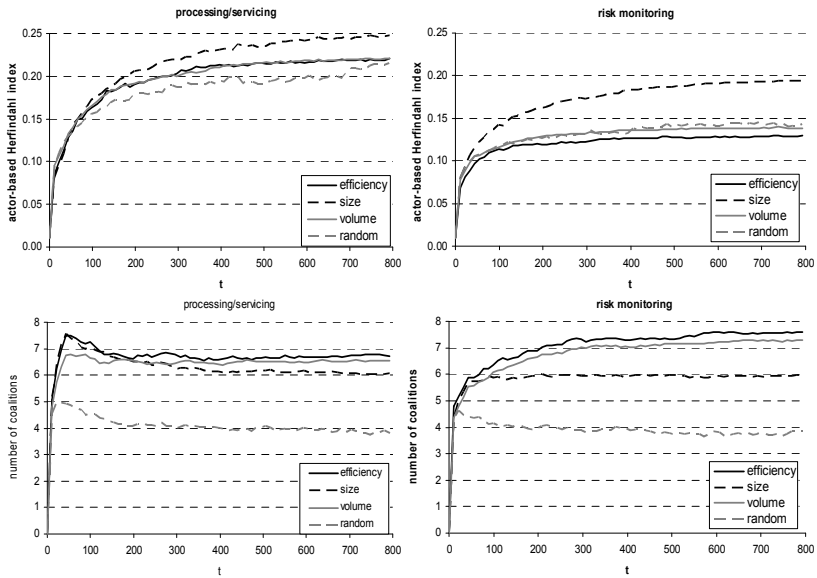 processing/servicing
actor-based Herfindahl index
0.25
0.20
0.15
0.10
0.05
0.00
0 100 200 300 400 500 600 700 800
t
efficiency
size
volume
random
risk monitoring
actor-based Herfindahl index
0.25
0.20
0.15
0.10
0.05
0.00
0 100 200 300 400 500 600 700 800
t
efficiency
size
volume
random
processing/servicing
number of coalitions
8
7
6
5
4
3
2
1
0
0 100 200 300 400 500 600 700 800
t
efficiency
size
volume
random
risk monitoring
number of coalitions
8
7
6
5
4
3
2
1
0
0 100 200 300 400 500 600 700 800
t
efficiency
size
volume
random